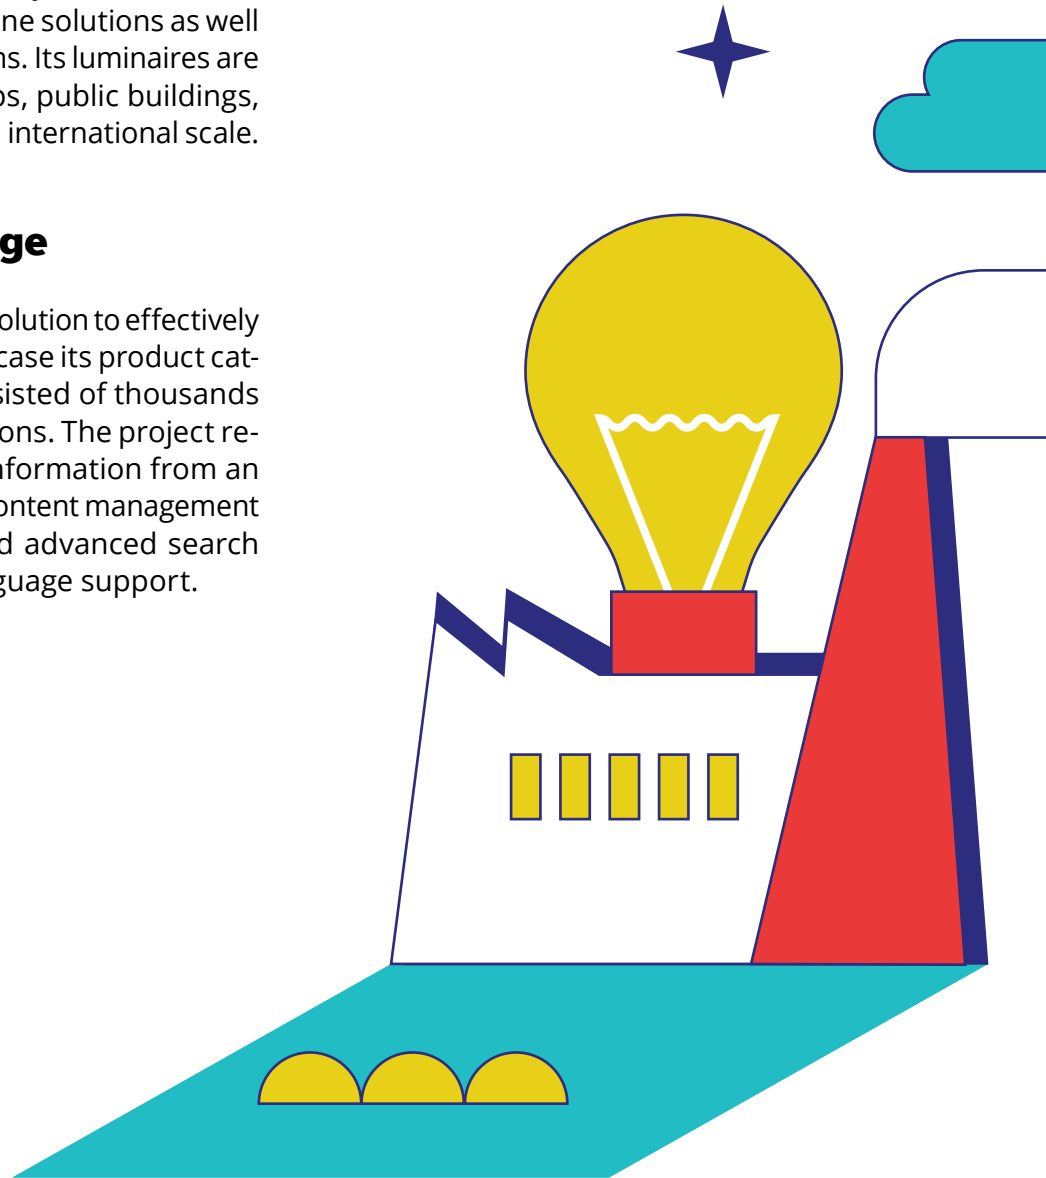 ne solutions as well
s. Its luminaires are
s, public buildings,
international scale.
ge
olution to effectively
case its product cat-
sisted of thousands
ons. The project re-
nformation from an
ontent management
d advanced search
guage support.